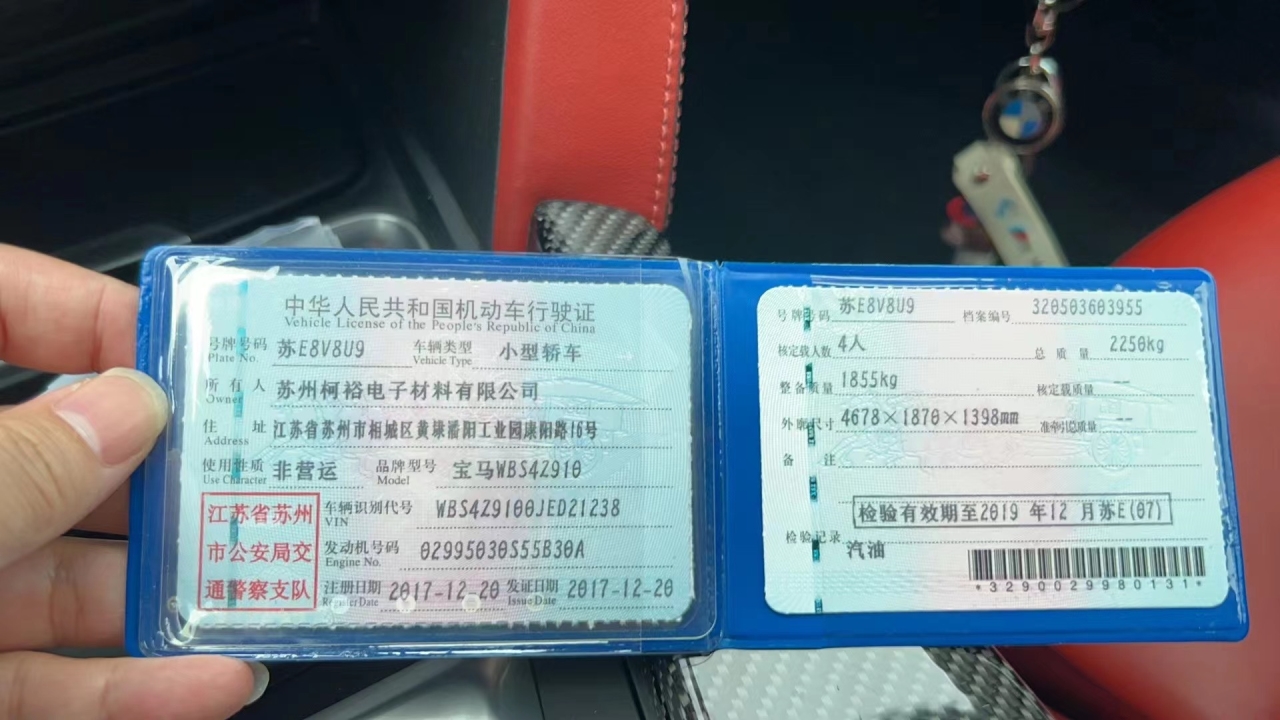 中华人民共和国机动车行驶证
Vehicle License of the People's Republic of China
号牌号码 苏E8V8U9 车辆类型 小型轿车
Plate No. Vehicle Type
所有人 苏州柯裕电子材料有限公司
Owner
住址 江苏省苏州市相城区黄埭潘阳工业园康阳路16号
Address
使用性质 非营运 品牌型号 宝马WBS4Z910
Use Character Model
江苏省苏州
市公安局交
通警察支队
车辆识别代号 WBS4Z9100JED21238
VIN
发动机号码 02995030S55B30A
Engine No.
注册日期 2017-12-20 发证日期 2017-12-20
Register Date Issue Date
号牌号码 苏E8V8U9 档案编号 320503603955
核定载人数 4人 总质量 2250kg
整备质量 1855kg 核定载质量 --
外廓尺寸 4678×1870×1398mm 准牵引总质量 --
备注
检验有效期至2019 年12 月苏E(07)
检验记录
汽油
*3290029980131*